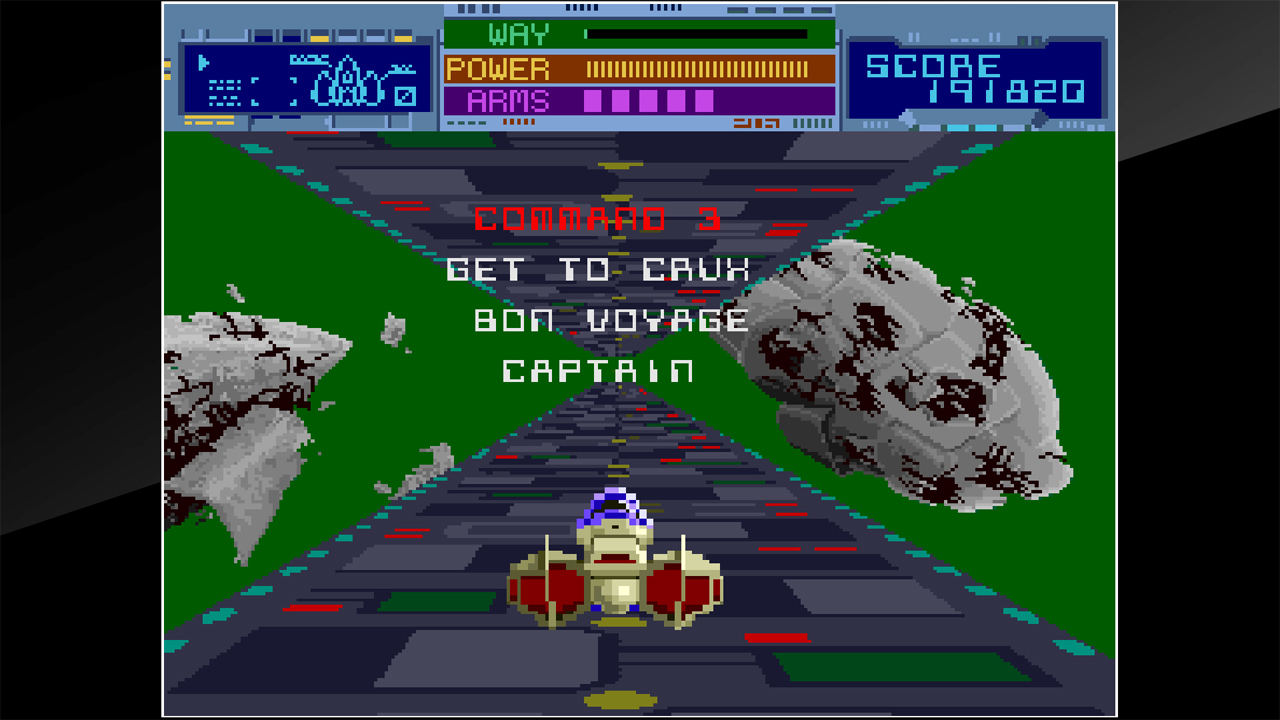 WAY
POWER
ARMS
SCORE
191820
COMMAND 3
GET TO CRUX
BON VOYAGE
CAPTAIN